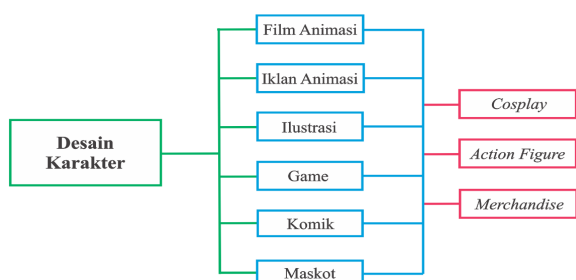 Desain
Karakter
Film Animasi
Iklan Animasi
Ilustrasi
Game
Komik
Maskot
Cosplay
Action Figure
Merchandise